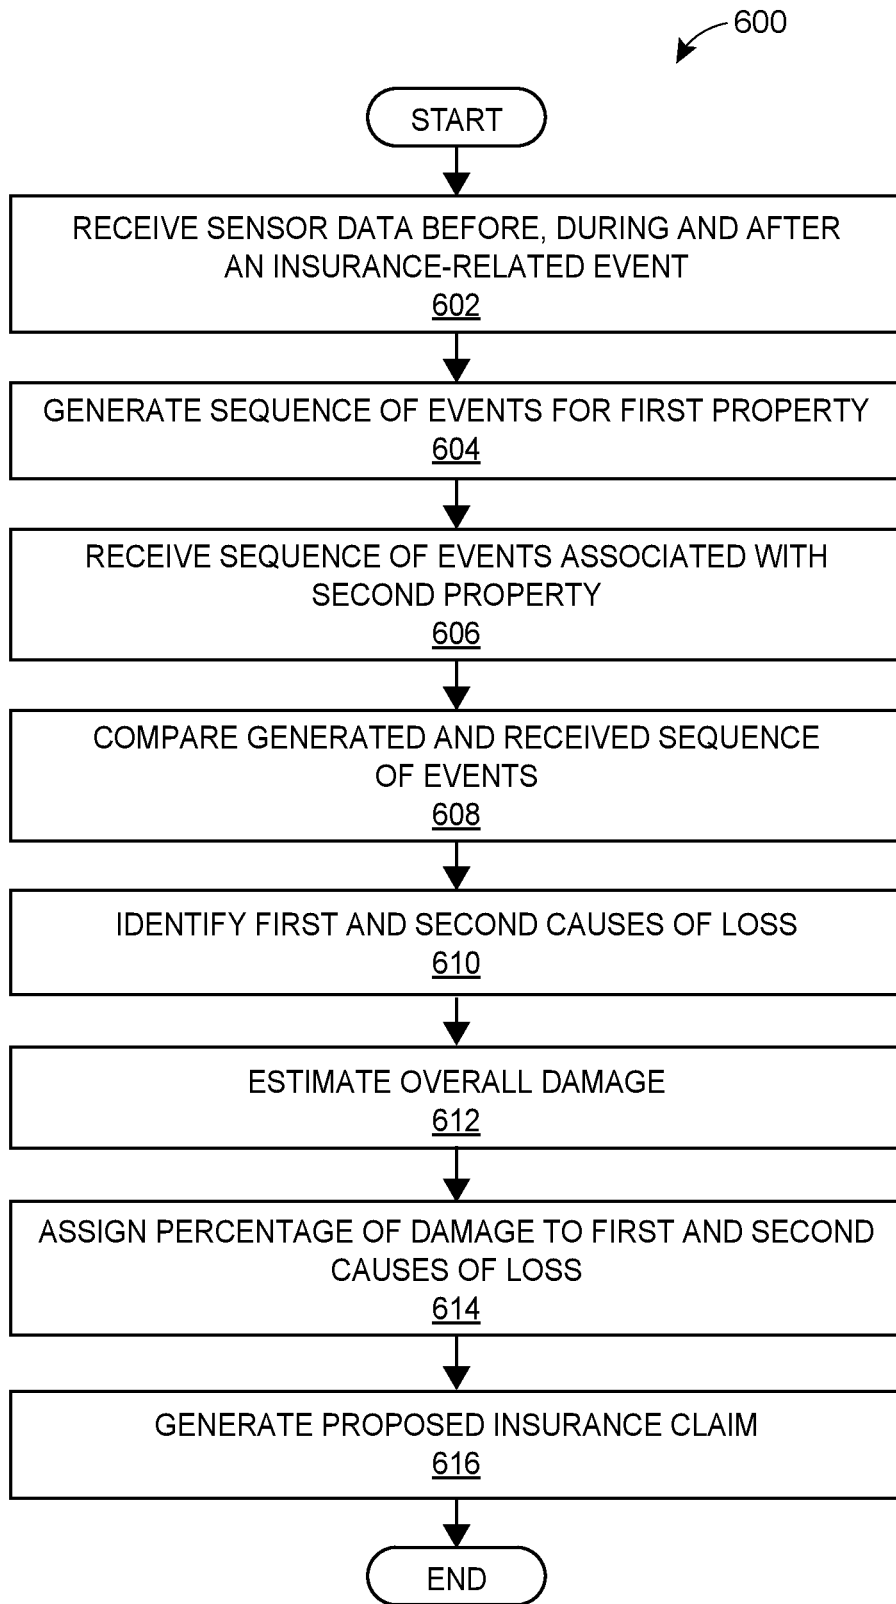 600
START
RECEIVE SENSOR DATA BEFORE, DURING AND AFTER
AN INSURANCE-RELATED EVENT
602
GENERATE SEQUENCE OF EVENTS FOR FIRST PROPERTY
604
RECEIVE SEQUENCE OF EVENTS ASSOCIATED WITH
SECOND PROPERTY
606
COMPARE GENERATED AND RECEIVED SEQUENCE
OF EVENTS
608
IDENTIFY FIRST AND SECOND CAUSES OF LOSS
610
ESTIMATE OVERALL DAMAGE
612
ASSIGN PERCENTAGE OF DAMAGE TO FIRST AND SECOND
CAUSES OF LOSS
614
GENERATE PROPOSED INSURANCE CLAIM
616
END